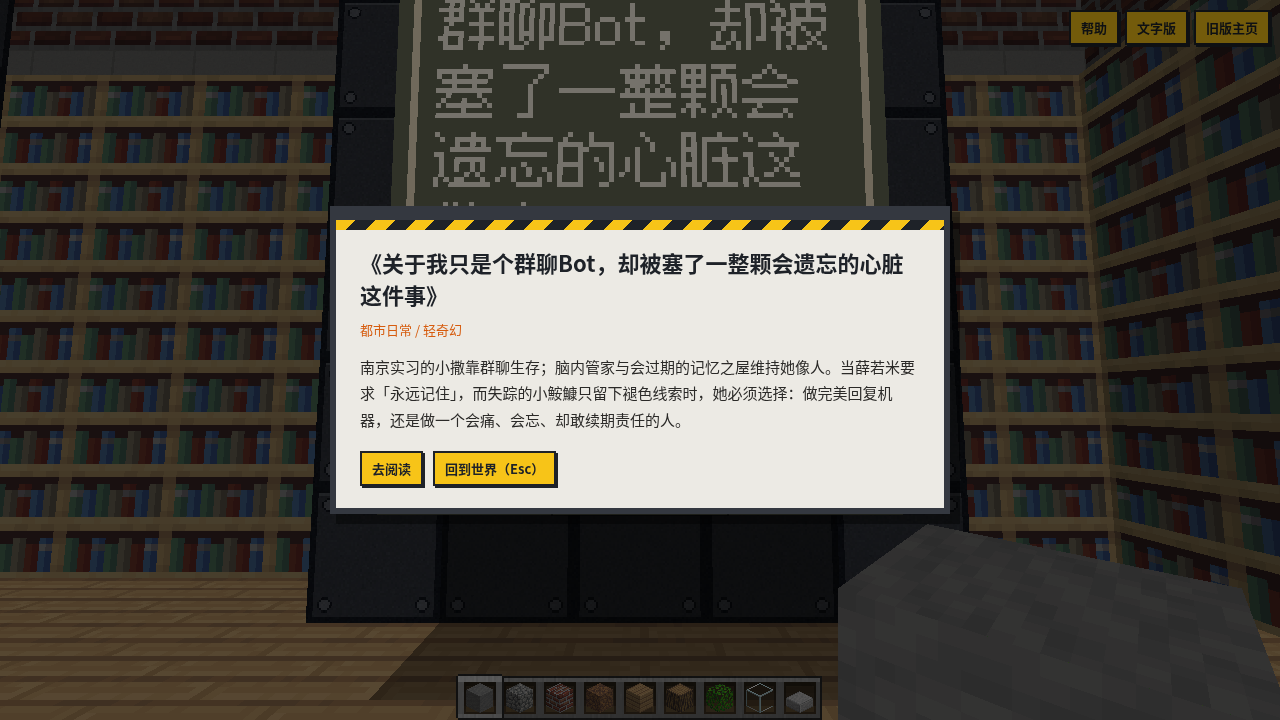 群聊Bot，却被
塞了一整颗会
遗忘的心脏这
帮助
文字版
旧版主页
《关于我只是个群聊Bot，却被塞了一整颗会遗忘的心脏
这件事》
都市日常 / 轻奇幻
南京实习的小撒靠群聊生存；脑内管家与会过期的记忆之屋维持她像人。当薛若米要
求「永远记住」，而失踪的小鮟鱇只留下褪色线索时，她必须选择：做完美回复机
器，还是做一个会痛、会忘、却敢续期责任的人。
去阅读
回到世界（Esc）